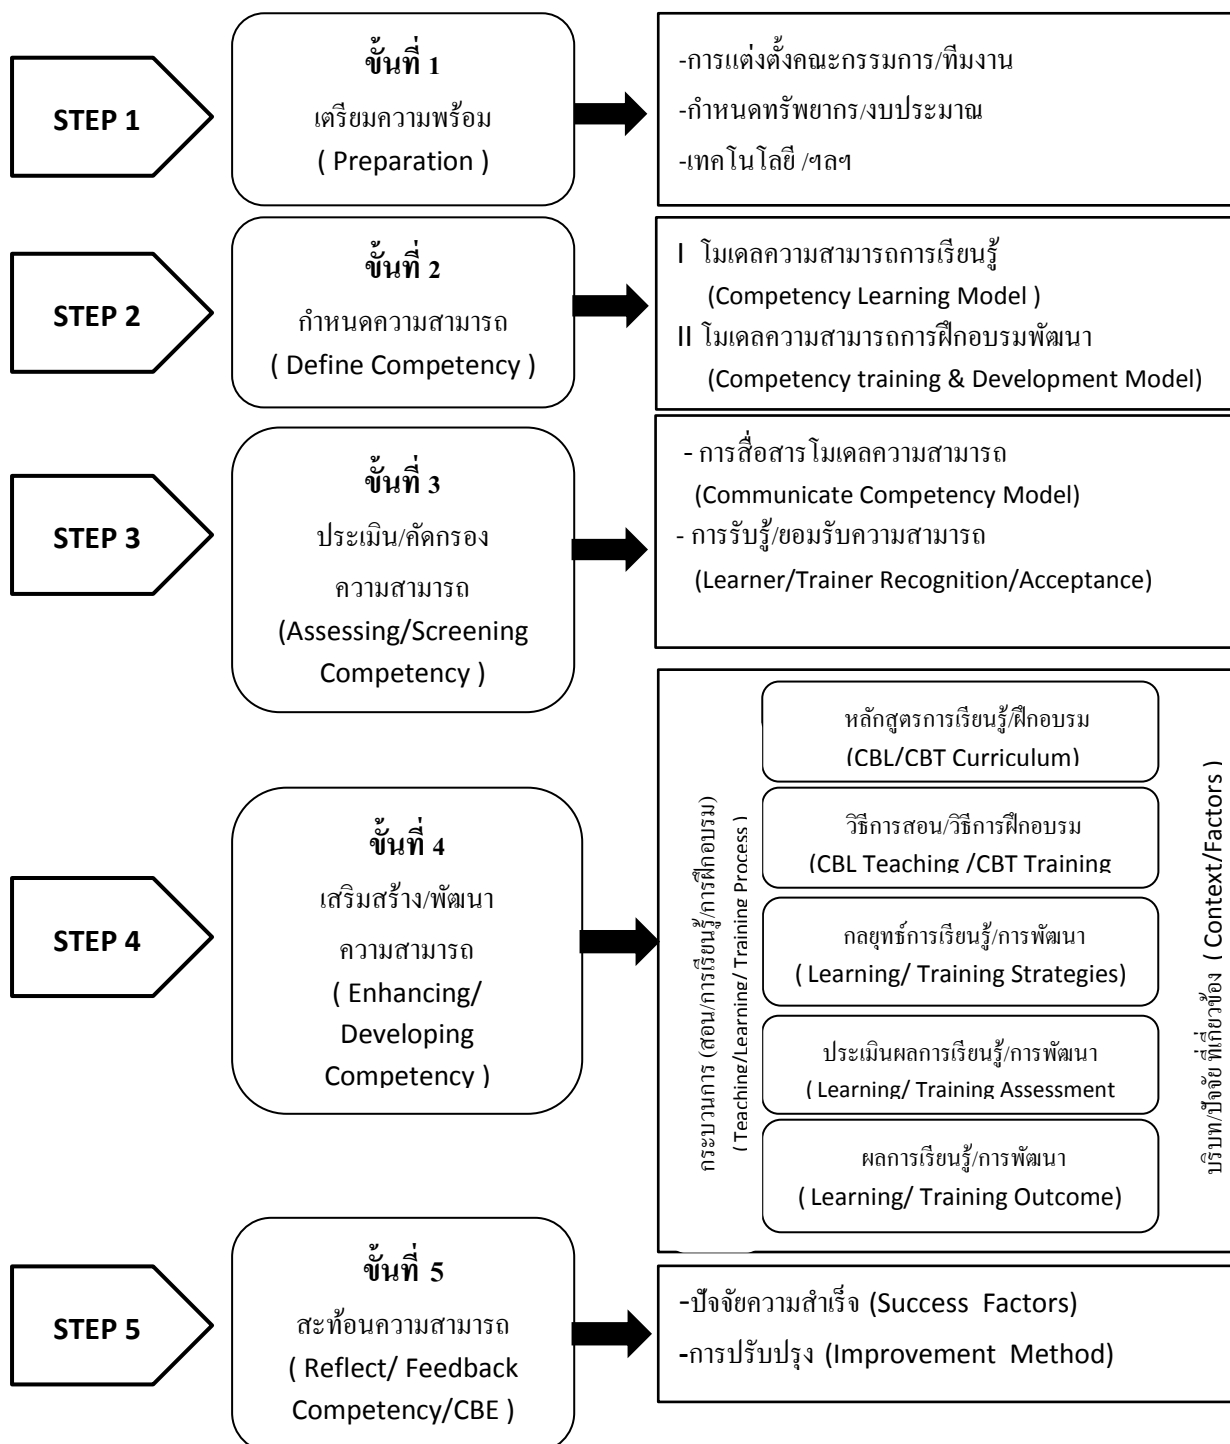 STEP 1
ขั้นที่ 1
เตรียมความพร้อม
( Preparation )
-การแต่งตั้งคณะกรรมการ/ทีมงาน
-กำหนดทรัพยากร/งบประมาณ
-เทคโนโลยี /ฯลฯ
STEP 2
ขั้นที่ 2
กำหนดความสามารถ
( Define Competency )
I โมเดลความสามารถการเรียนรู้
(Competency Learning Model )
II โมเดลความสามารถการฝึกอบรมพัฒนา
(Competency training & Development Model)
STEP 3
ขั้นที่ 3
ประเมิน/คัดกรอง
ความสามารถ
(Assessing/Screening
Competency )
- การสื่อสารโมเดลความสามารถ
(Communicate Competency Model)
- การรับรู้/ยอมรับความสามารถ
(Learner/Trainer Recognition/Acceptance)
STEP 4
ขั้นที่ 4
เสริมสร้าง/พัฒนา
ความสามารถ
( Enhancing/
Developing
Competency )
กระบวนการ (สอน/การเรียนรู้/การฝึกอบรม)
( Teaching/Learning/ Training Process )
หลักสูตรการเรียนรู้/ฝึกอบรม
(CBL/CBT Curriculum)
วิธีการสอน/วิธีการฝึกอบรม
(CBL Teaching /CBT Training
กลยุทธ์การเรียนรู้/การพัฒนา
( Learning/ Training Strategies)
ประเมินผลการเรียนรู้/การพัฒนา
( Learning/ Training Assessment
ผลการเรียนรู้/การพัฒนา
( Learning/ Training Outcome)
บริบท/ปัจจัย ที่เกี่ยวข้อง ( Context/Factors )
STEP 5
ขั้นที่ 5
สะท้อนความสามารถ
( Reflect/ Feedback
Competency/CBE )
-ปัจจัยความสำเร็จ (Success Factors)
-การปรับปรุง (Improvement Method)